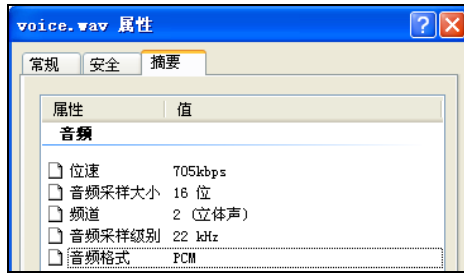 voice.wav 属性
常规 安全 摘要
属性 值
音频
位速 705kbps
音频采样大小 16 位
频道 2 (立体声)
音频采样级别 22 kHz
音频格式 PCM